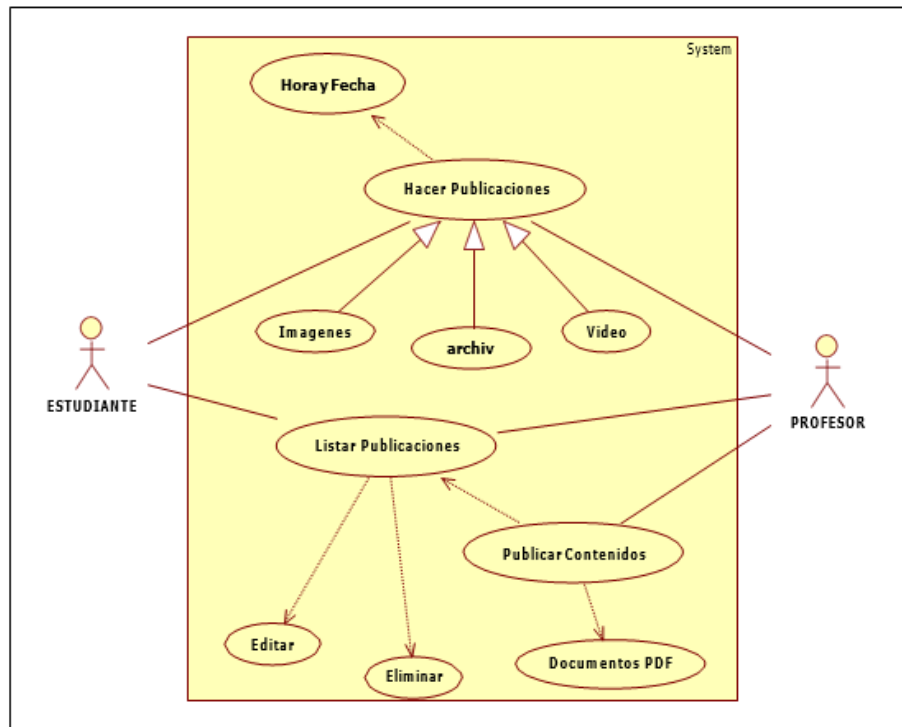 System
Hora y Fecha
Hacer Publicaciones
Imagenes
archiv
Video
ESTUDIANTE
PROFESOR
Listar Publicaciones
Publicar Contenidos
Editar
Eliminar
Documentos PDF